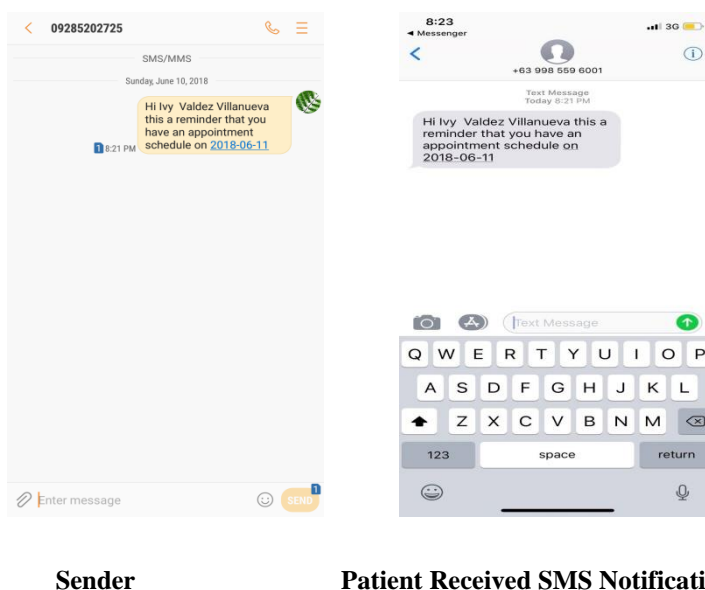 09285202725
SMS/MMS
Sunday, June 10, 2018
Hi Ivy Valdez Villanueva
this a reminder that you
have an appointment
schedule on 2018-06-11
1 8:21 PM
Enter message
SEND
1
8:23
Messenger
3G
+63 998 559 6001
Text Message
Today 8:21 PM
Hi Ivy Valdez Villanueva this a
reminder that you have an
appointment schedule on
2018-06-11
Text Message
Q W E R T Y U I O P
A S D F G H J K L
Z X C V B N M
123 space return
Sender
Patient Received SMS Notificati